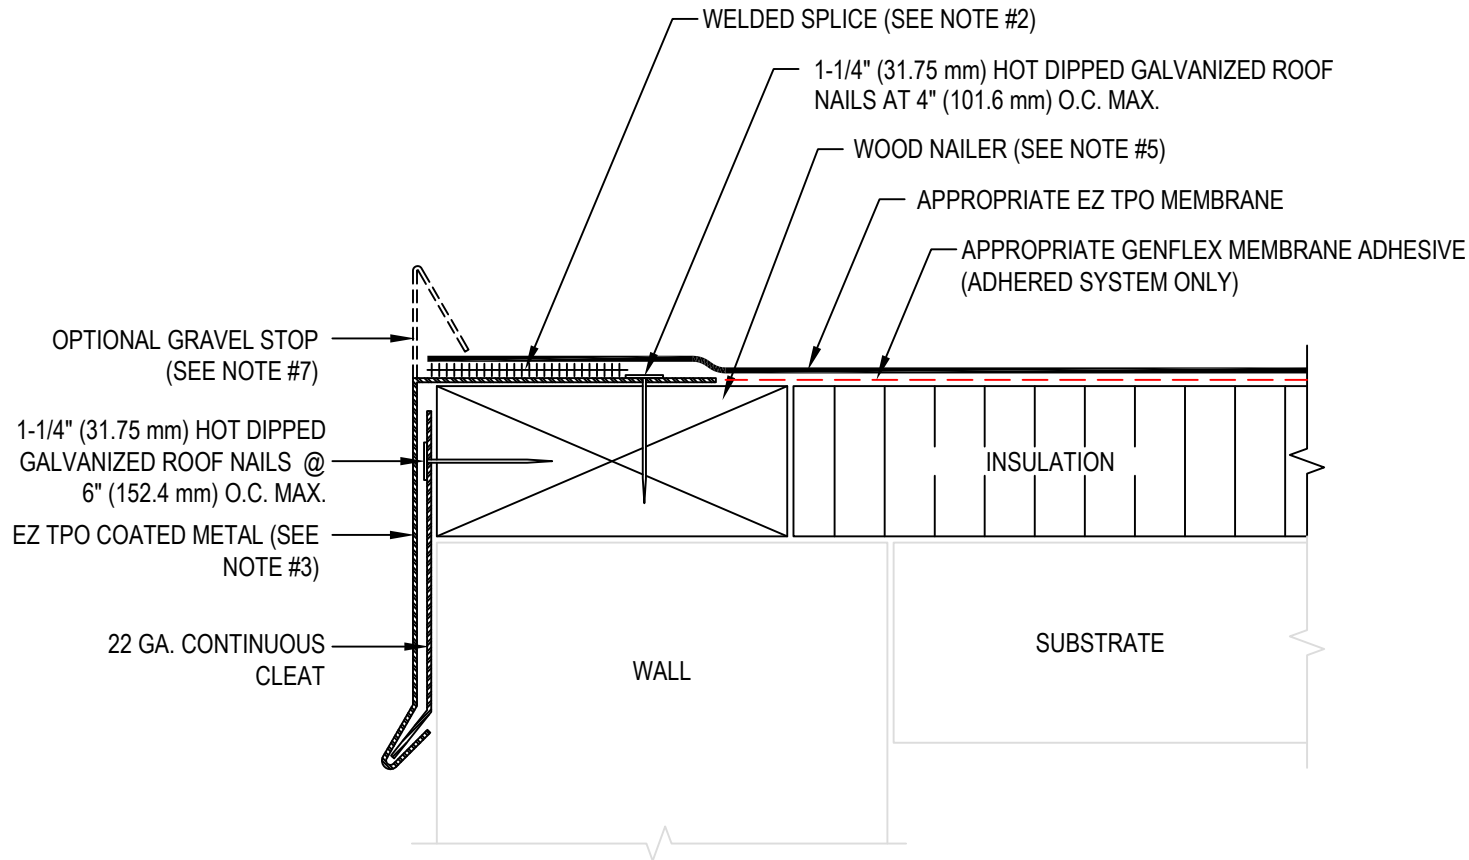 WELDED SPLICE (SEE NOTE #2)
1-1/4" (31.75 mm) HOT DIPPED GALVANIZED ROOF
NAILS AT 4" (101.6 mm) O.C. MAX.
WOOD NAILER (SEE NOTE #5)
APPROPRIATE EZ TPO MEMBRANE
APPROPRIATE GENFLEX MEMBRANE ADHESIVE
(ADHERED SYSTEM ONLY)
OPTIONAL GRAVEL STOP
(SEE NOTE #7)
1-1/4" (31.75 mm) HOT DIPPED
GALVANIZED ROOF NAILS @
6" (152.4 mm) O.C. MAX.
EZ TPO COATED METAL (SEE
NOTE #3)
22 GA. CONTINUOUS
CLEAT
INSULATION
SUBSTRATE
WALL